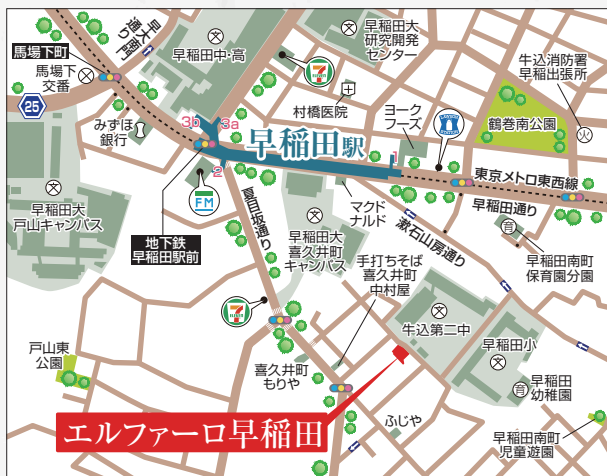 早大南門通り
早稲田中・高
早稲田大
研究開発
センター
牛込消防署
早稲出張所
馬場下町
馬場下
交番
25
みずほ
銀行
3b
3a
村橋医院
ヨーク
フーズ
鶴巻南公園
早稲田駅
2
1
東京メトロ東西線
早稲田通り
FM
早稲田大
戸山キャンパス
地下鉄
早稲田駅前
夏目坂通り
早稲田大
喜久井町
キャンパス
マクド
ナルド
漱石山房通り
早稲田南町
保育園分園
手打ちそば
喜久井町
中村屋
牛込第二中
早稲田小
戸山東
公園
喜久井町
もりや
早稲田
幼稚園
エルファーロ早稲田
ふじや
早稲田南町
児童遊園